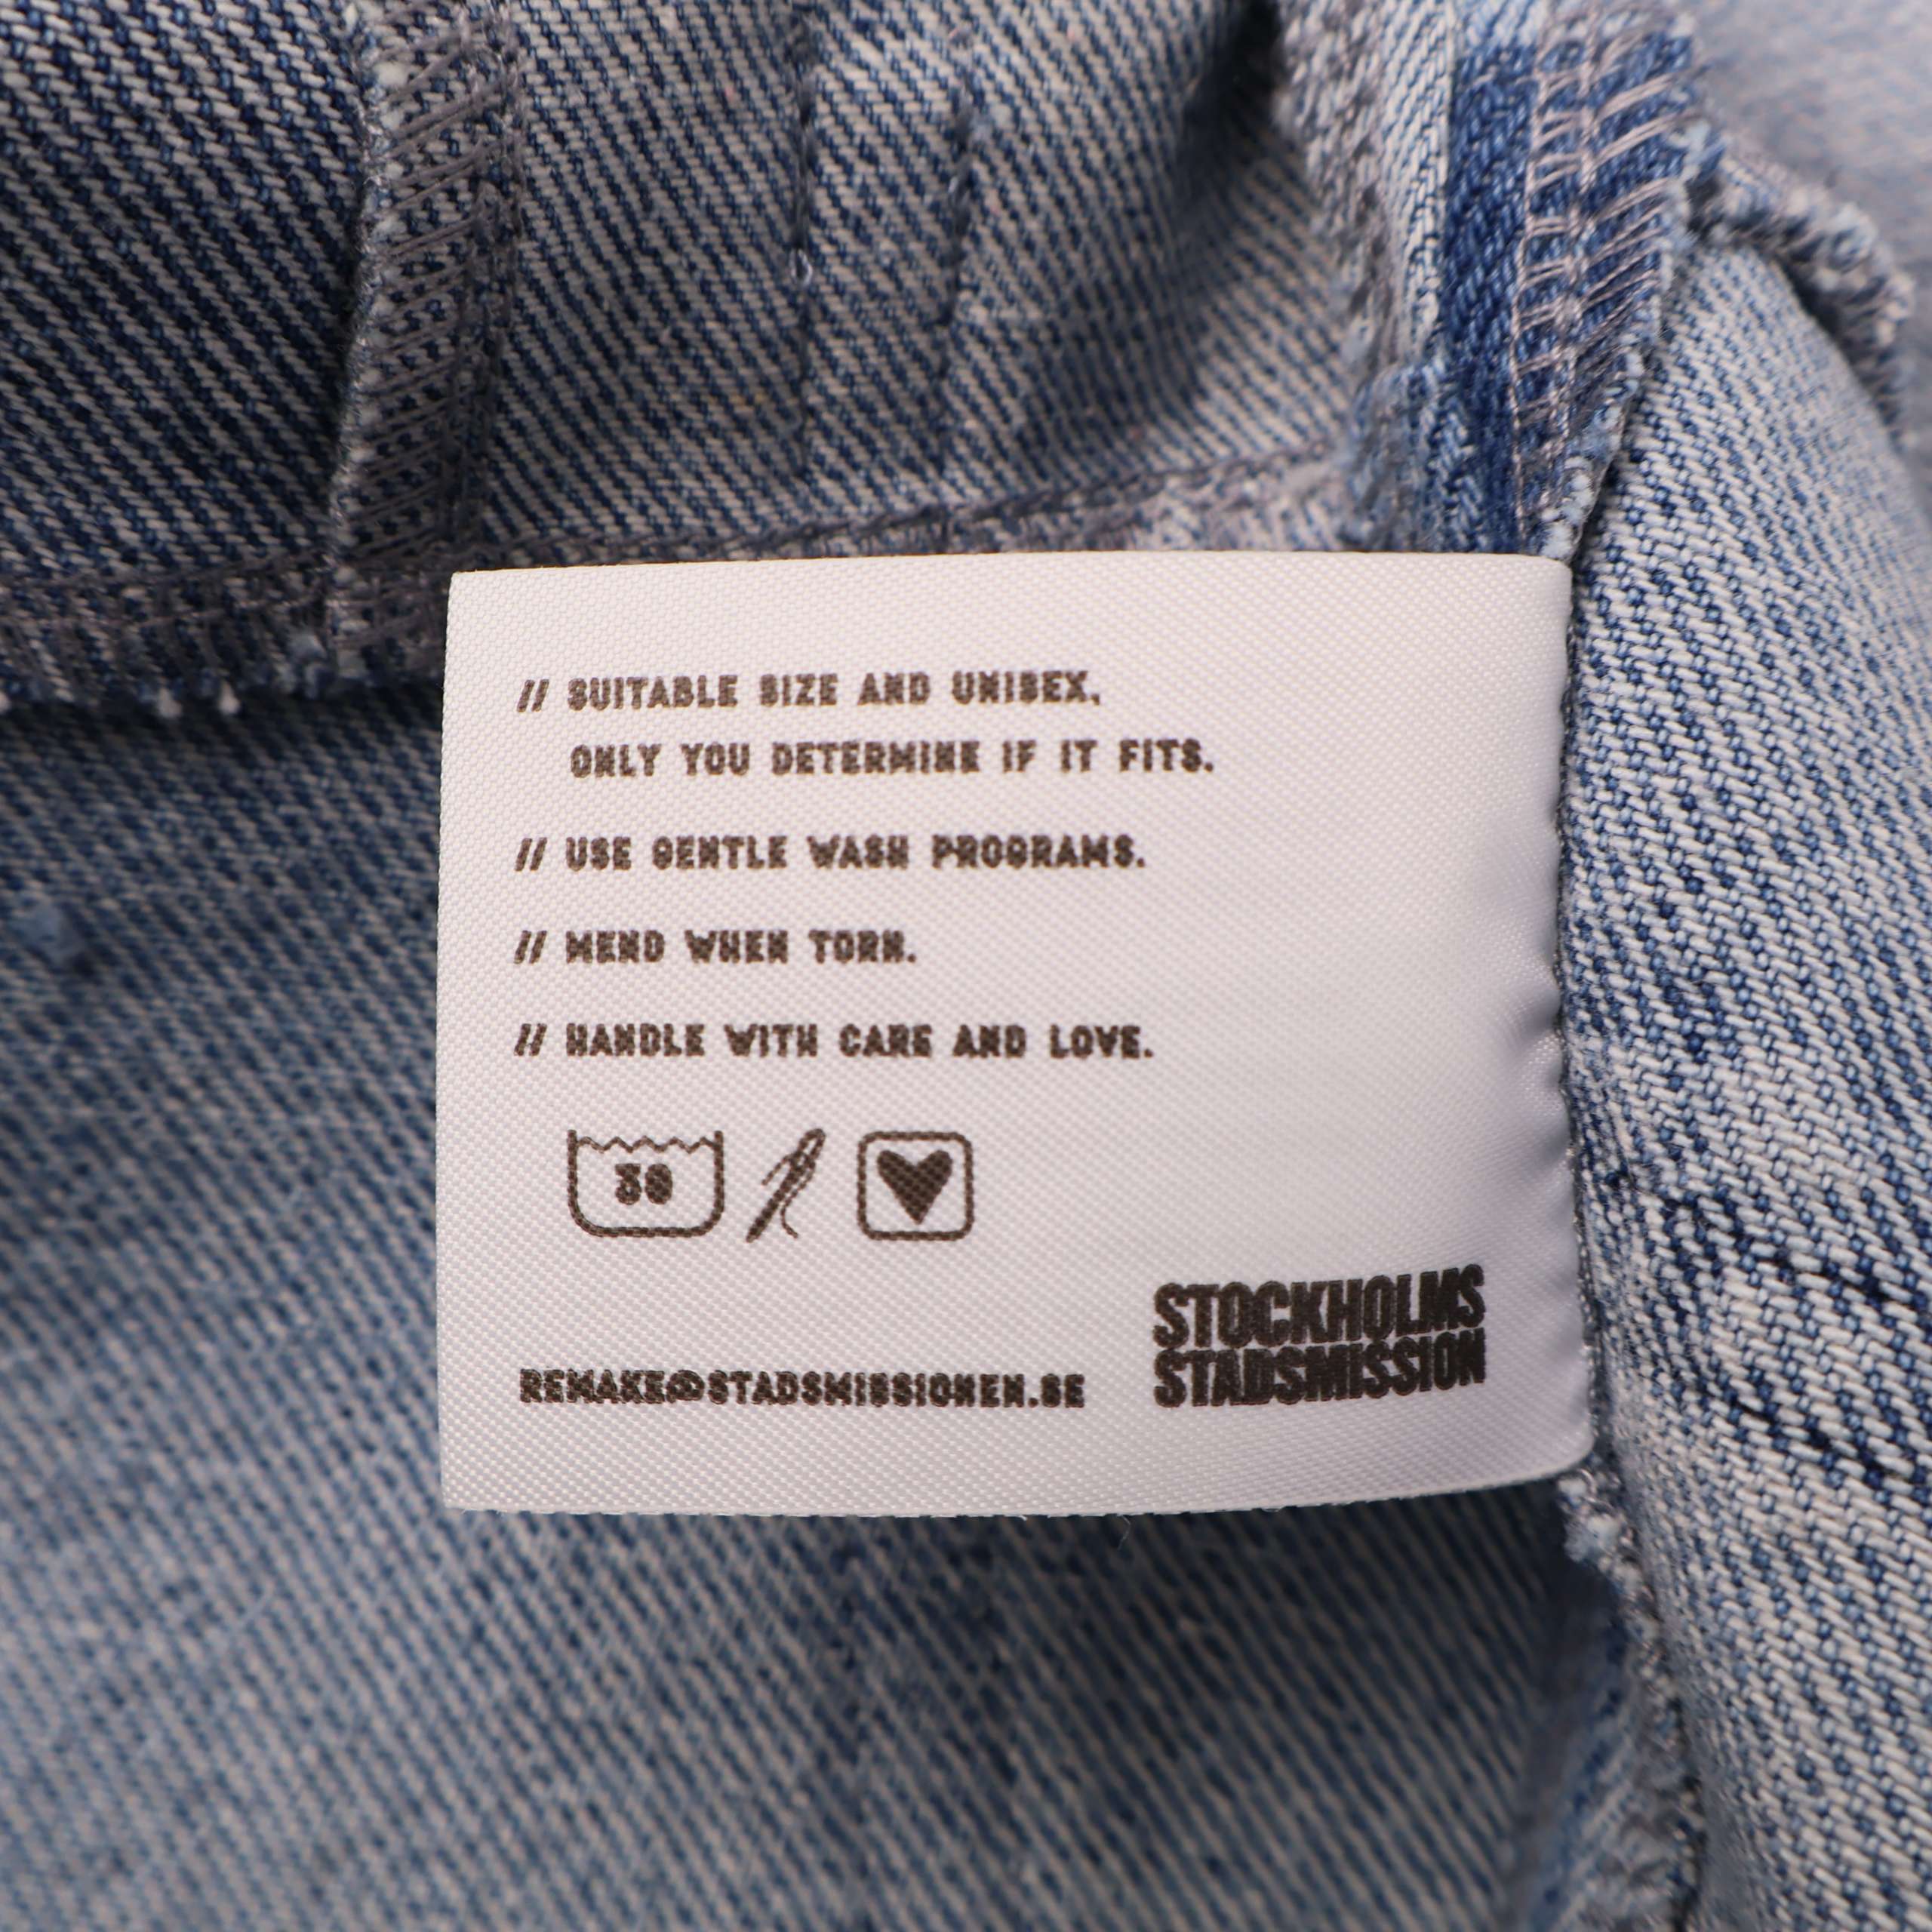 // SUITABLE SIZE AND UNISEX,
ONLY YOU DETERMINE IF IT FITS.
// USE GENTLE WASH PROGRAMS.
// MEND WHEN TORN.
// HANDLE WITH CARE AND LOVE.
30
STOCKHOLMS
STADSMISSION
REMAKE@STADSMISSIONEN.SE